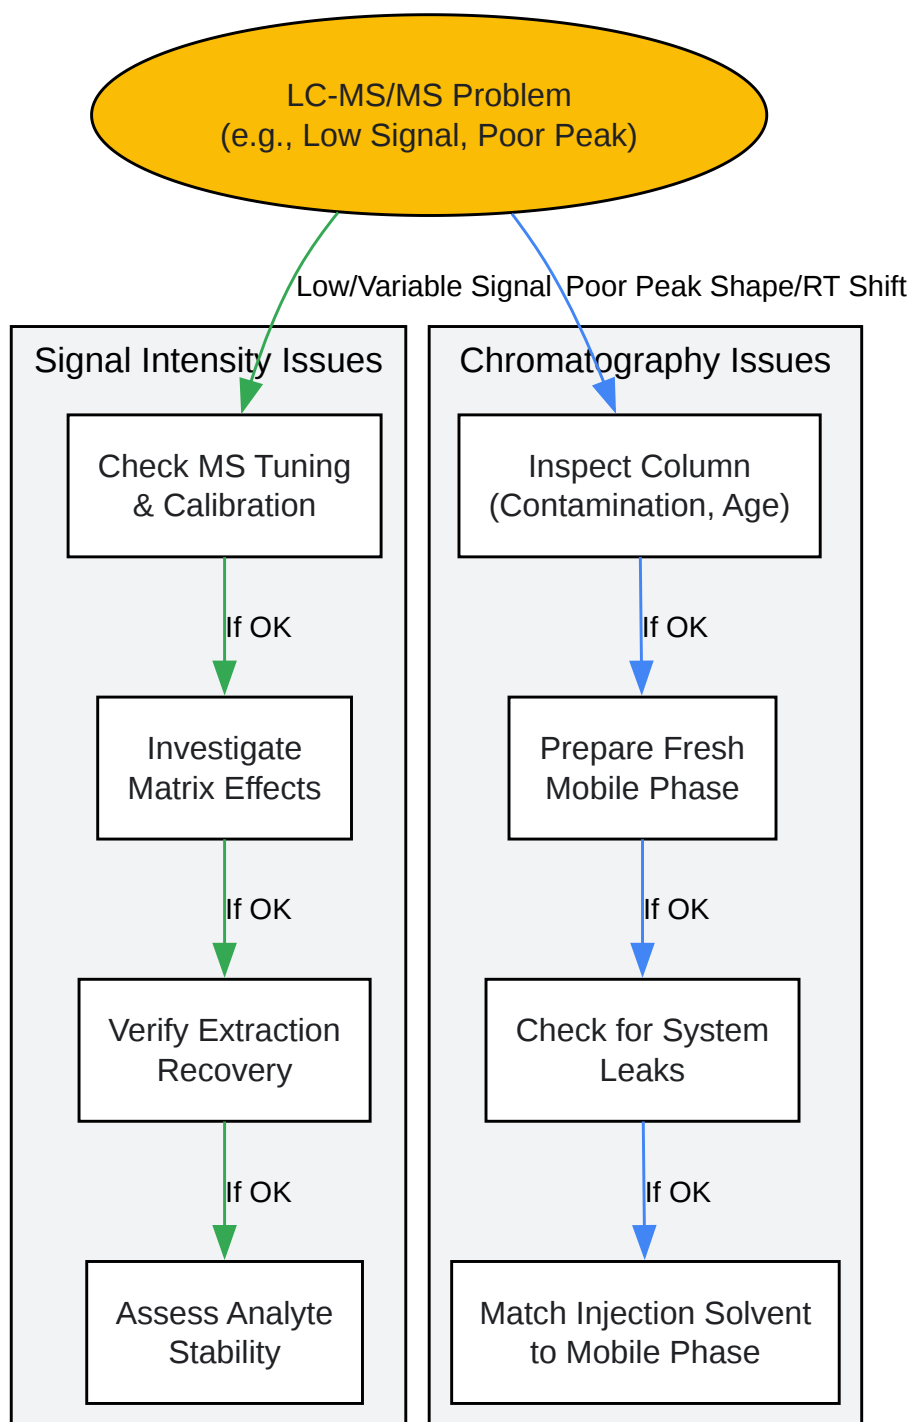 LC-MS/MS Problem
(e.g., Low Signal, Poor Peak)
Low/Variable Signal
Poor Peak Shape/RT Shift
Signal Intensity Issues
Check MS Tuning
& Calibration
If OK
Investigate
Matrix Effects
If OK
Verify Extraction
Recovery
If OK
Assess Analyte
Stability
Chromatography Issues
Inspect Column
(Contamination, Age)
If OK
Prepare Fresh
Mobile Phase
If OK
Check for System
Leaks
If OK
Match Injection Solvent
to Mobile Phase